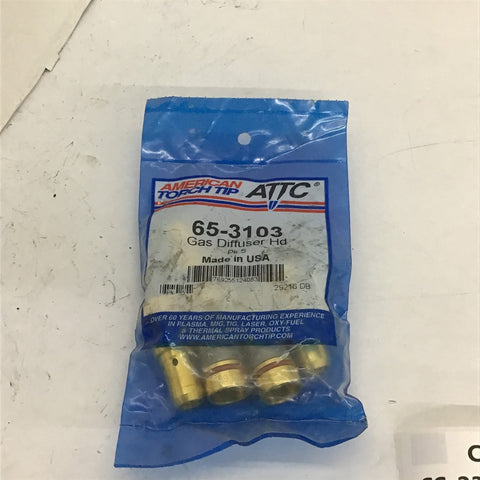 AMERICAN
TORCH TIP
ATTC®
65-3103
Gas Diffuser Hd
Pk 5
Made in USA
29216 DB
OVER 60 YEARS OF MANUFACTURING EXPERIENCE
IN PLASMA, MIG, TIG, LASER, OXY-FUEL
& THERMAL SPRAY PRODUCTS
WWW.AMERICANTORCHTIP.COM